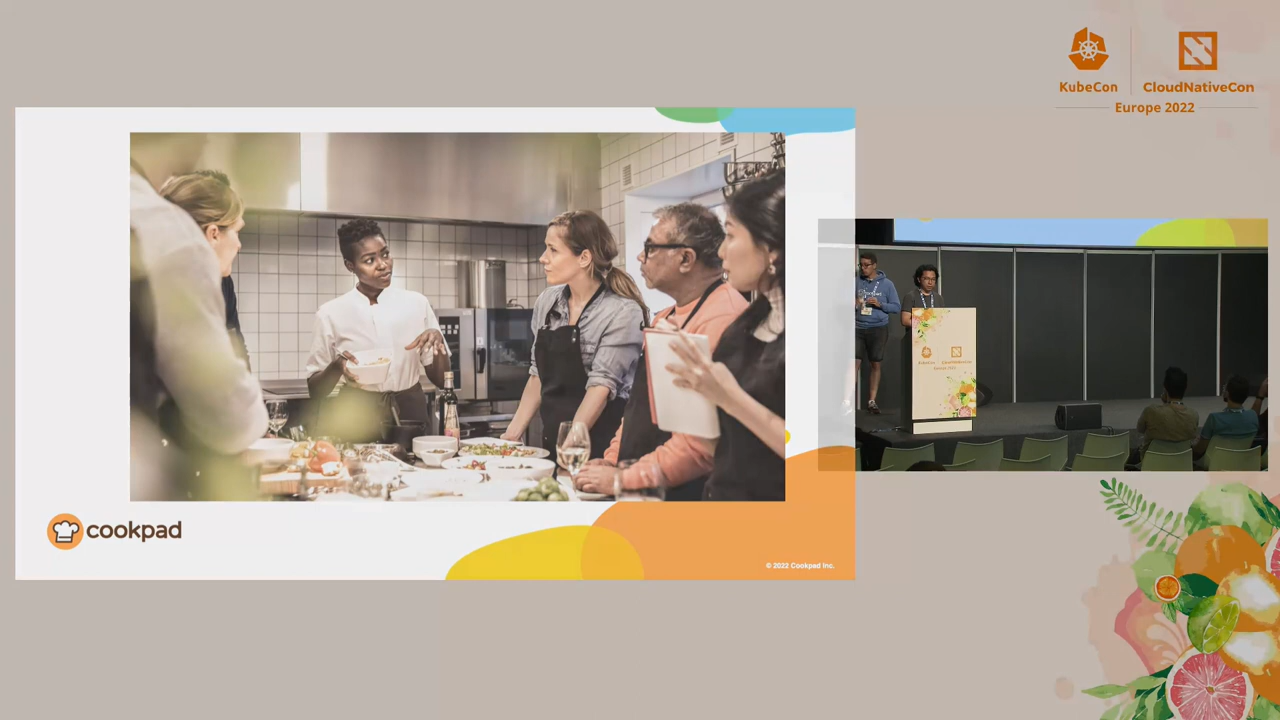 KubeCon
CloudNativeCon
Europe 2022
cookpad
© 2022 Cookpad Inc.